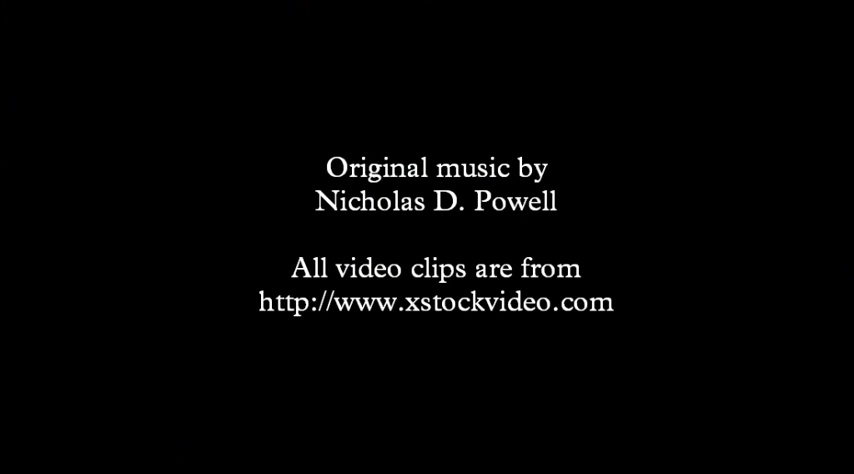 Original music by
Nicholas D. Powell
All video clips are from
http://www.xstockvideo.com